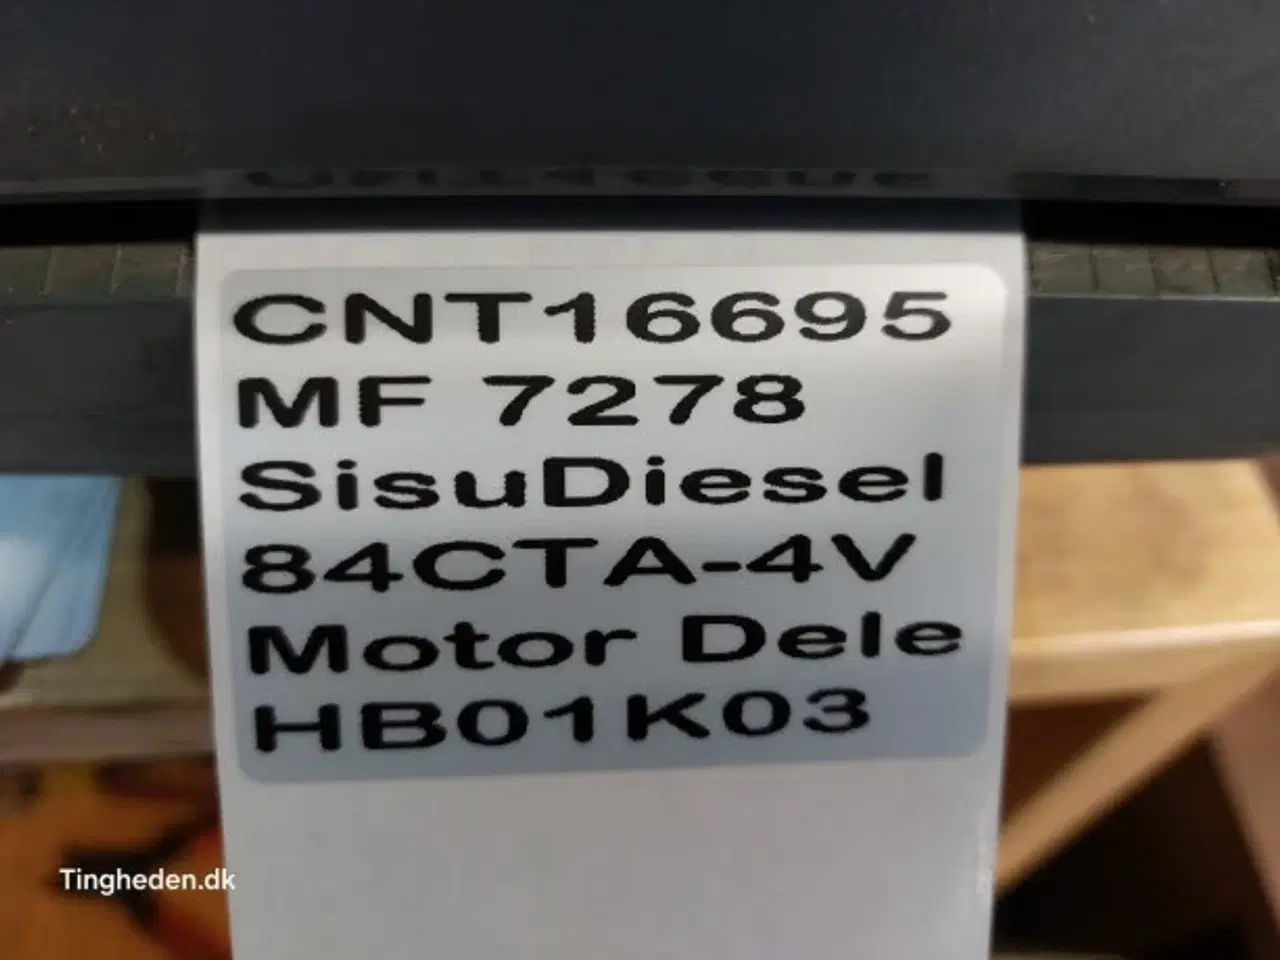 CNT16695
MF 7278
SisuDiesel
84CTA-4V
Motor Dele
HB01K03
Tingheden.dk